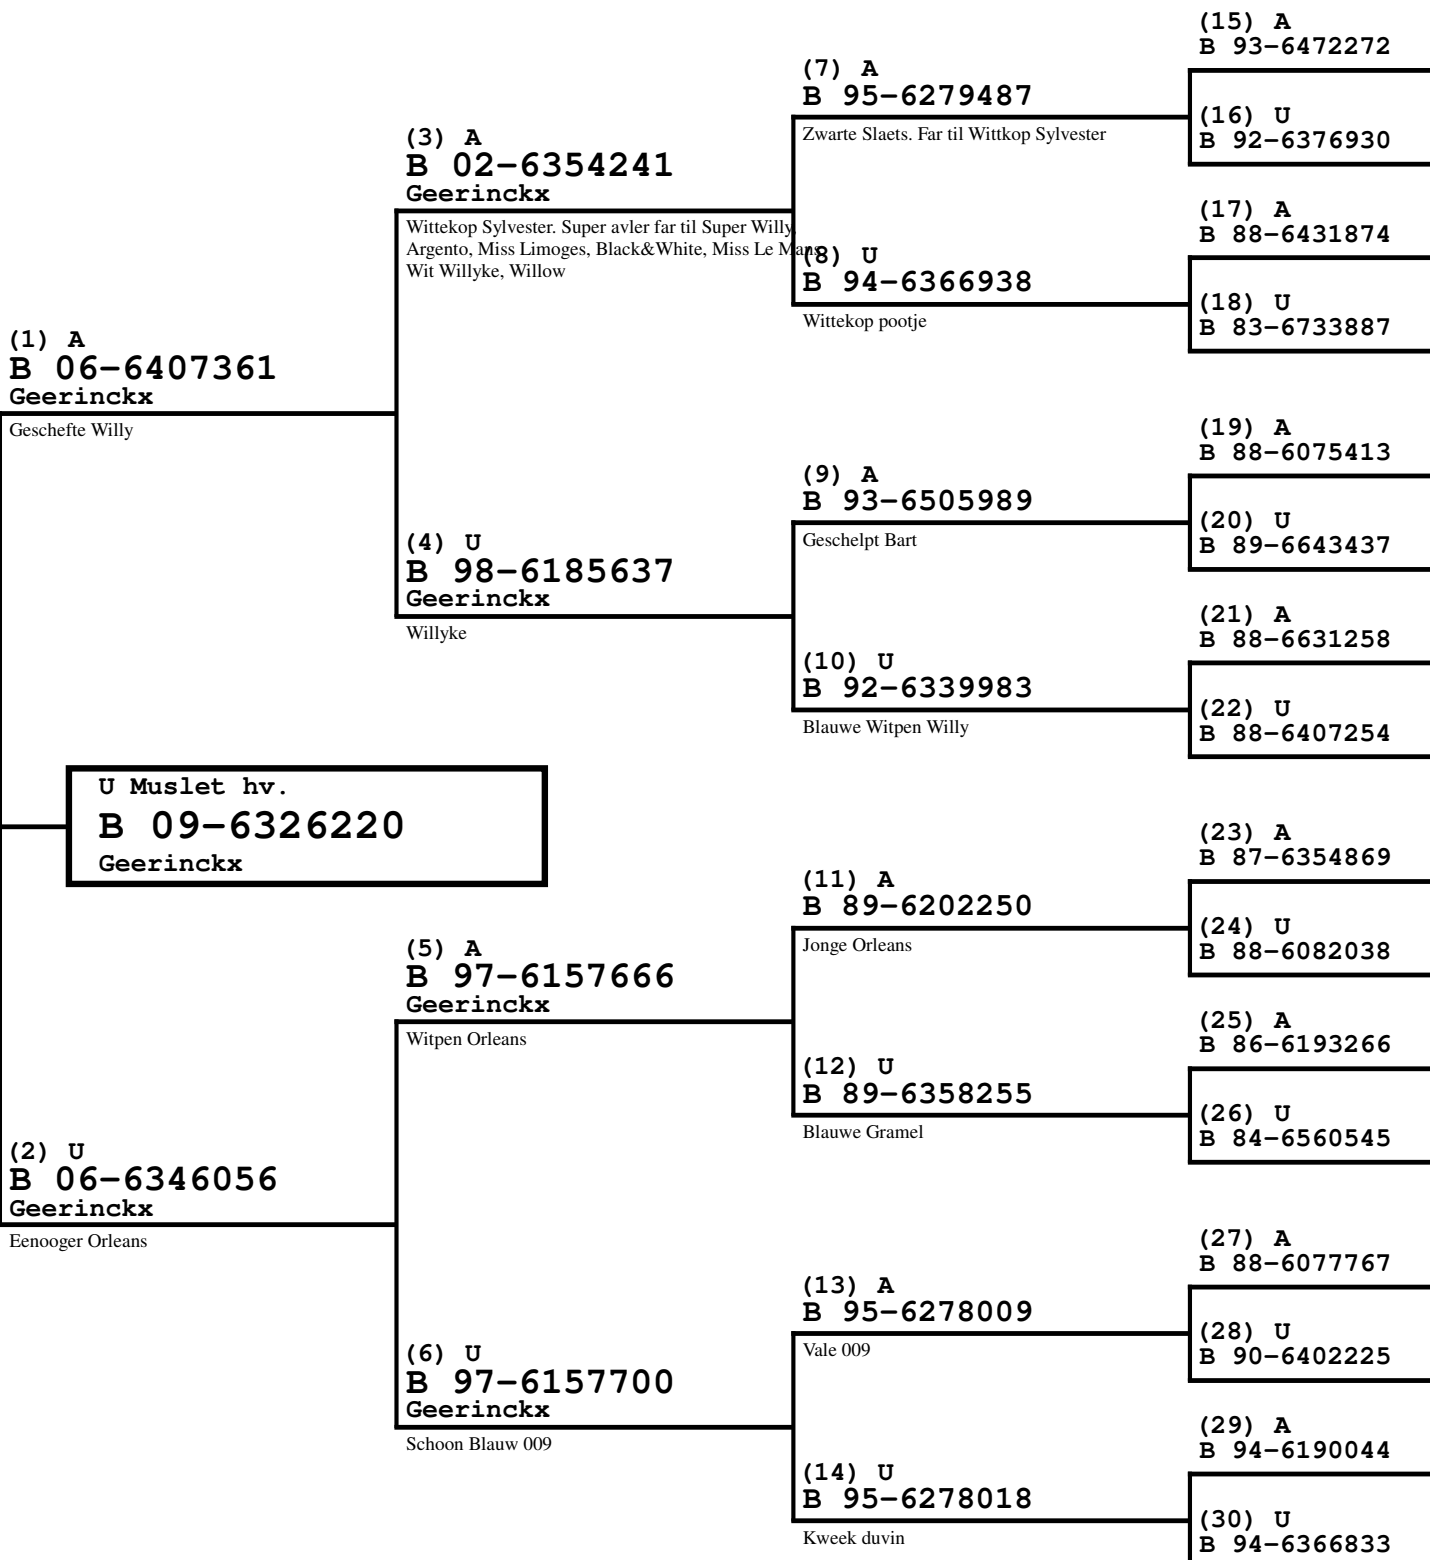 (1) A
B 06-6407361
Geerinckx
Geschefte Willy
U Muslet hv.
B 09-6326220
Geerinckx
(2) U
B 06-6346056
Geerinckx
Eenooger Orleans
(3) A
B 02-6354241
Geerinckx
Wittekop Sylvester. Super avler far til Super Willy,
Argento, Miss Limoges, Black&White, Miss Le Mans,
Wit Willyke, Willow
(4) U
B 98-6185637
Geerinckx
Willyke
(5) A
B 97-6157666
Geerinckx
Witpen Orleans
(6) U
B 97-6157700
Geerinckx
Schoon Blauw 009
(7) A
B 95-6279487
Zwarte Slaets. Far til Wittkop Sylvester
(8) U
B 94-6366938
Wittekop pootje
(9) A
B 93-6505989
Geschelpt Bart
(10) U
B 92-6339983
Blauwe Witpen Willy
(11) A
B 89-6202250
Jonge Orleans
(12) U
B 89-6358255
Blauwe Gramel
(13) A
B 95-6278009
Vale 009
(14) U
B 95-6278018
Kweek duvin
(15) A
B 93-6472272
(16) U
B 92-6376930
(17) A
B 88-6431874
(18) U
B 83-6733887
(19) A
B 88-6075413
(20) U
B 89-6643437
(21) A
B 88-6631258
(22) U
B 88-6407254
(23) A
B 87-6354869
(24) U
B 88-6082038
(25) A
B 86-6193266
(26) U
B 84-6560545
(27) A
B 88-6077767
(28) U
B 90-6402225
(29) A
B 94-6190044
(30) U
B 94-6366833